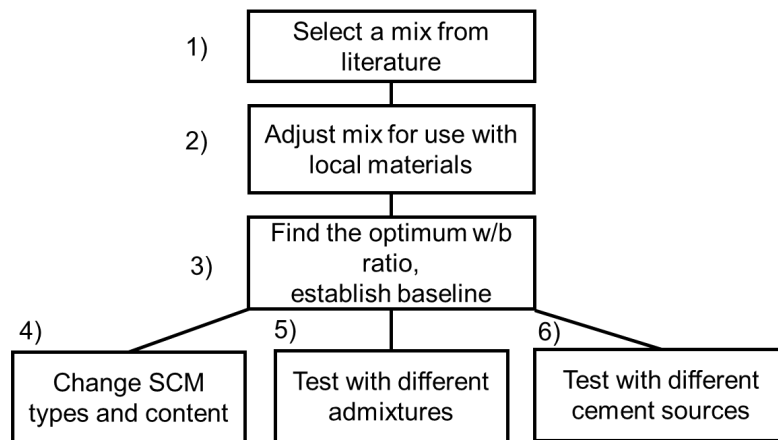 1)
Select a mix from
literature
2)
Adjust mix for use with
local materials
3)
Find the optimum w/b
ratio,
establish baseline
4)
Change SCM
types and content
5)
Test with different
admixtures
6)
Test with different
cement sources